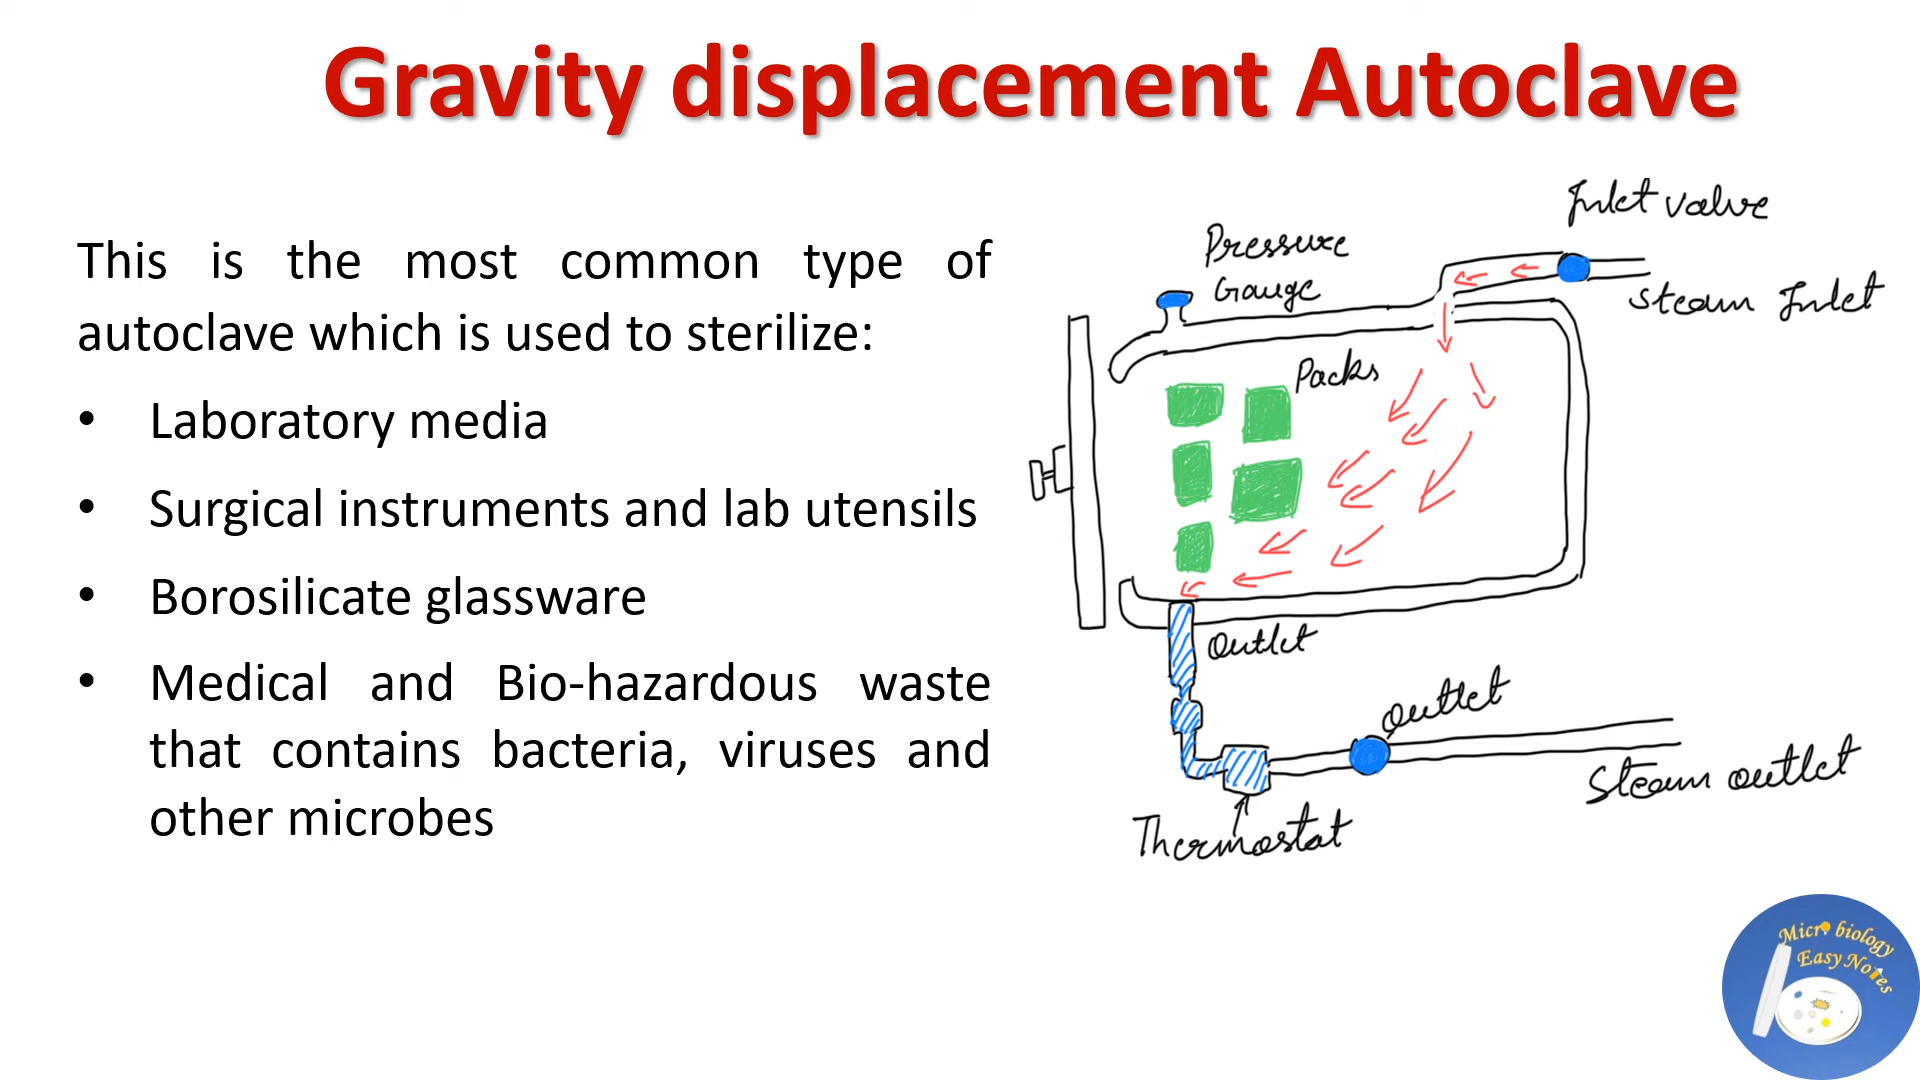 Gravity displacement Autoclave
This is the most common type of
autoclave which is used to sterilize:
• Laboratory media
• Surgical instruments and lab utensils
• Borosilicate glassware
• Medical and Bio-hazardous waste
that contains bacteria, viruses and
other microbes
Inlet valve
Pressure
Gauge
Steam Inlet
Packs
Outlet
Outlet
Steam outlet
Thermostat
Micro biology
Easy Notes